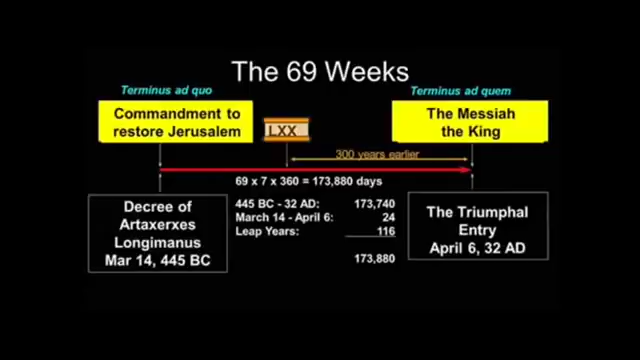 The 69 Weeks
Terminus ad quo
Terminus ad quem
Commandment to
restore Jerusalem
LXX
The Messiah
the King
300 years earlier
69 x 7 x 360 = 173,880 days
Decree of
Artaxerxes
Longimanus
Mar 14, 445 BC
445 BC - 32 AD: 173,740
March 14 - April 6: 24
Leap Years: 116
173,880
The Triumphal
Entry
April 6, 32 AD